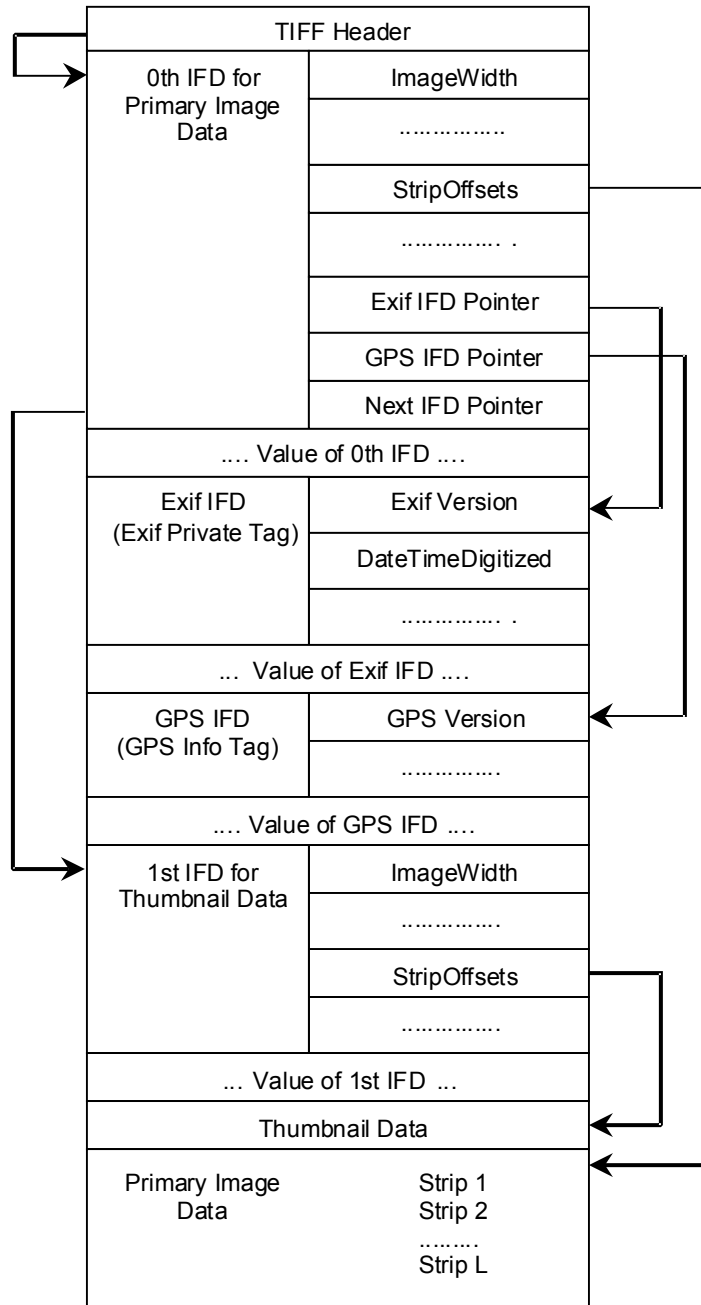 TIFF Header
0th IFD for
Primary Image
Data
ImageWidth
...............
StripOffsets
.............. .
Exif IFD Pointer
GPS IFD Pointer
Next IFD Pointer
.... Value of 0th IFD ....
Exif IFD
(Exif Private Tag)
Exif Version
DateTimeDigitized
.............. .
... Value of Exif IFD ....
GPS IFD
(GPS Info Tag)
GPS Version
..............
.... Value of GPS IFD ....
1st IFD for
Thumbnail Data
ImageWidth
..............
StripOffsets
..............
... Value of 1st IFD ...
Thumbnail Data
Primary Image
Data
Strip 1
Strip 2
.........
Strip L